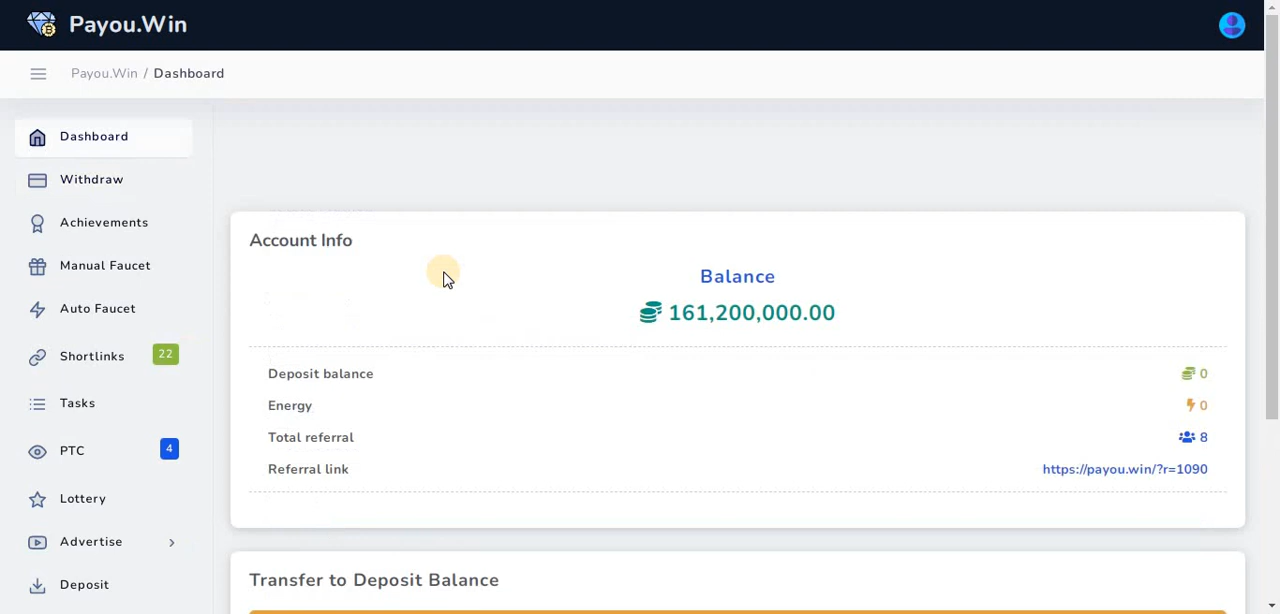 Payou.Win
Payou.Win / Dashboard
Dashboard
Withdraw
Achievements
Manual Faucet
Auto Faucet
Shortlinks 22
Tasks
PTC 4
Lottery
Advertise
Deposit
Account Info
Balance
161,200,000.00
Deposit balance 0
Energy 0
Total referral 8
Referral link https://payou.win/?r=1090
Transfer to Deposit Balance